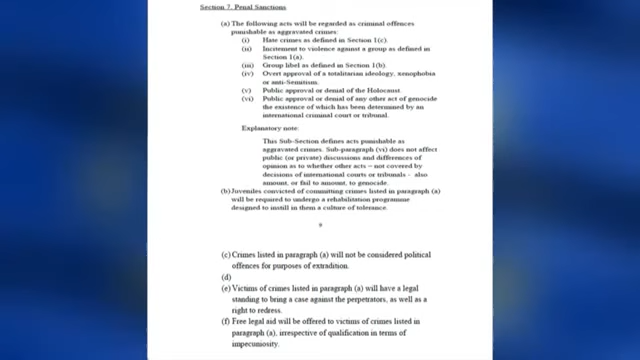 Section 7. Penal Sanctions
(a) The following acts will be regarded as criminal offences
punishable as aggravated crimes:
(i) Hate crimes as defined in Section 1(c).
(ii) Incitement to violence against a group as defined in
Section 1(a).
(iii) Group libel as defined in Section 1(b).
(iv) Overt approval of a totalitarian ideology, xenophobia
or anti-Semitism.
(v) Public approval or denial of the Holocaust.
(vi) Public approval or denial of any other act of genocide
the existence of which has been determined by an
international criminal court or tribunal.
Explanatory note:
This Sub-Section defines acts punishable as
aggravated crimes. Sub-paragraph (vi) does not affect
public (or private) discussions and differences of
opinion as to whether other acts – not covered by
decisions of international courts or tribunals - also
amount, or fail to amount, to genocide.
(b) Juveniles convicted of committing crimes listed in paragraph (a)
will be required to undergo a rehabilitation programme
designed to instill in them a culture of tolerance.
(c) Crimes listed in paragraph (a) will not be considered political
offences for purposes of extradition.
(d)
(e) Victims of crimes listed in paragraph (a) will have a legal
standing to bring a case against the perpetrators, as well as a
right to redress.
(f) Free legal aid will be offered to victims of crimes listed in
paragraph (a), irrespective of qualification in terms of
impecuniosity.